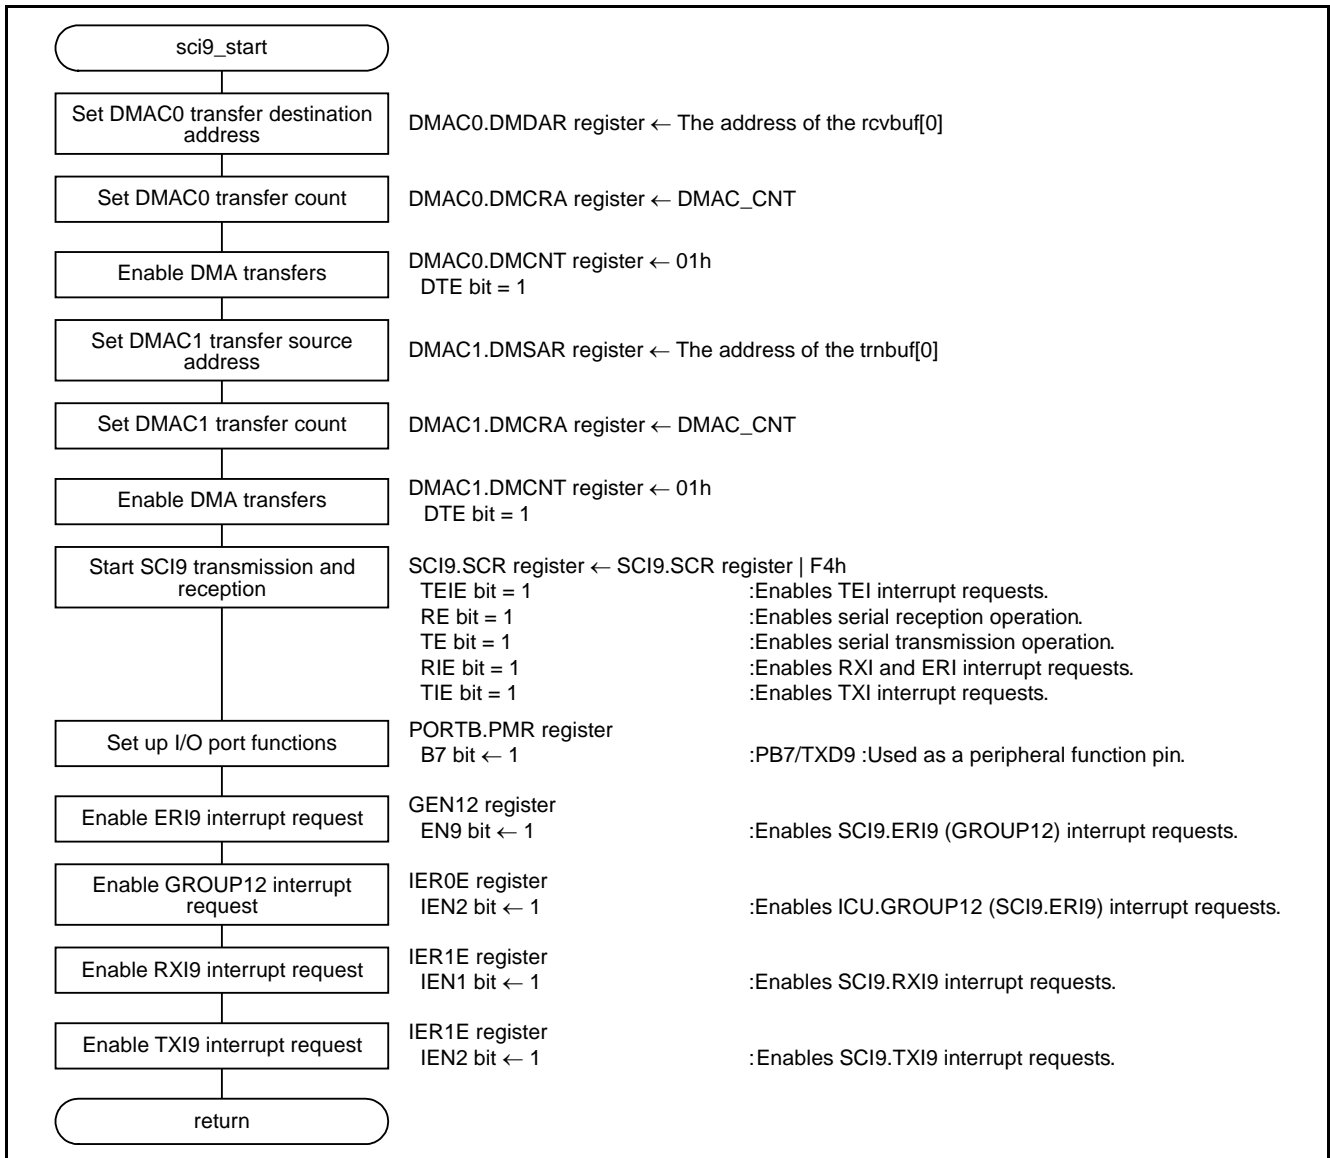 sci9_start
Set DMAC0 transfer destination
address
DMAC0.DMDAR register ← The address of the rcvbuf[0]
Set DMAC0 transfer count
DMAC0.DMCRA register ← DMAC_CNT
Enable DMA transfers
DMAC0.DMCNT register ← 01h
DTE bit = 1
Set DMAC1 transfer source
address
DMAC1.DMSAR register ← The address of the trnbuf[0]
Set DMAC1 transfer count
DMAC1.DMCRA register ← DMAC_CNT
Enable DMA transfers
DMAC1.DMCNT register ← 01h
DTE bit = 1
Start SCI9 transmission and
reception
SCI9.SCR register ← SCI9.SCR register | F4h
TEIE bit = 1 :Enables TEI interrupt requests.
RE bit = 1 :Enables serial reception operation.
TE bit = 1 :Enables serial transmission operation.
RIE bit = 1 :Enables RXI and ERI interrupt requests.
TIE bit = 1 :Enables TXI interrupt requests.
Set up I/O port functions
PORTB.PMR register
B7 bit ← 1 :PB7/TXD9 :Used as a peripheral function pin.
Enable ERI9 interrupt request
GEN12 register
EN9 bit ← 1 :Enables SCI9.ERI9 (GROUP12) interrupt requests.
Enable GROUP12 interrupt
request
IER0E register
IEN2 bit ← 1 :Enables ICU.GROUP12 (SCI9.ERI9) interrupt requests.
Enable RXI9 interrupt request
IER1E register
IEN1 bit ← 1 :Enables SCI9.RXI9 interrupt requests.
Enable TXI9 interrupt request
IER1E register
IEN2 bit ← 1 :Enables SCI9.TXI9 interrupt requests.
return